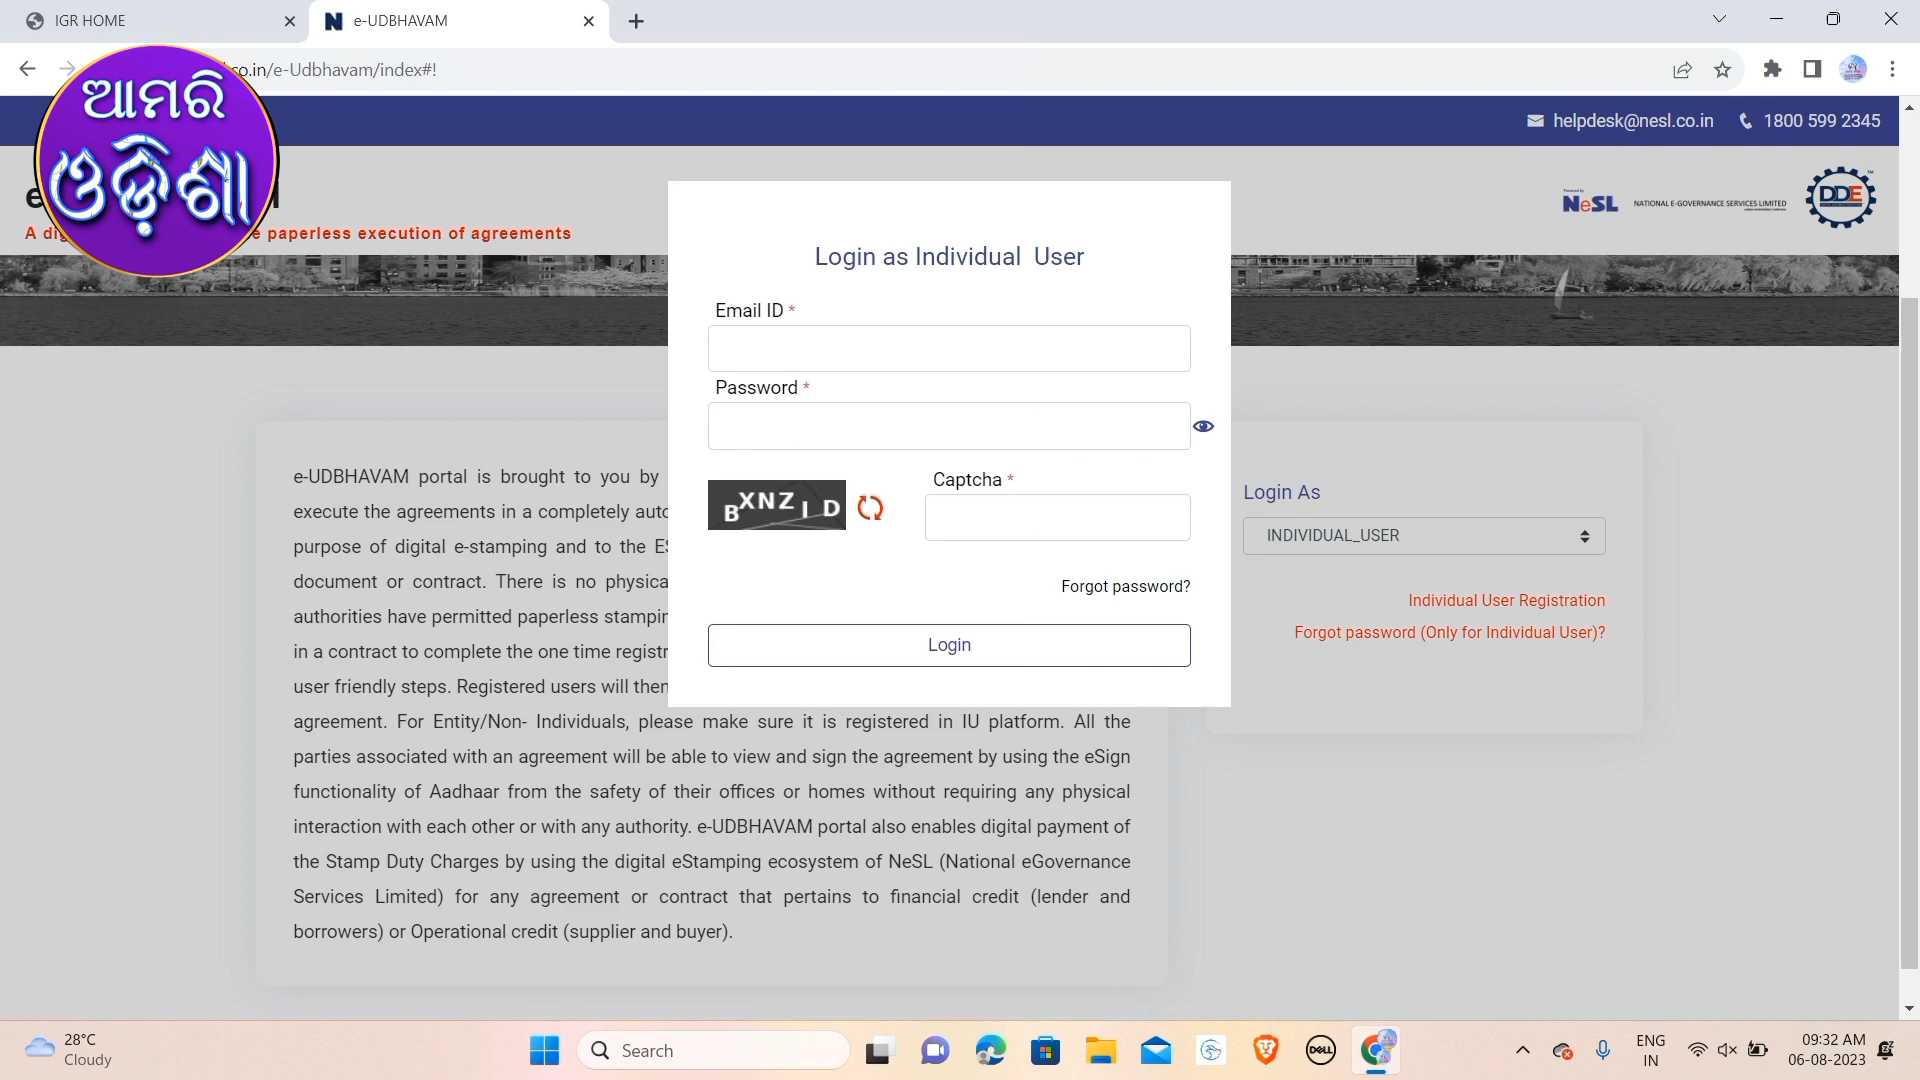 IGR HOME
e-UDBHAVAM
co.in/e-Udbhavam/index#!
ଆମରି
ଓଡ଼ିଶା
helpdesk@nesl.co.in
1800 599 2345
Powered by
NeSL
NATIONAL E-GOVERNANCE SERVICES LIMITED
DDE
paperless execution of agreements
Login as Individual User
Email ID *
Password *
BXNZID
Captcha *
Forgot password?
Login
e-UDBHAVAM portal is brought to you by
execute the agreements in a completely
purpose of digital e-stamping and to the
document or contract. There is no
authorities have permitted paperless
in a contract to complete the one time
user friendly steps. Registered users will
agreement. For Entity/Non- Individuals, please make sure it is registered in IU platform. All the
parties associated with an agreement will be able to view and sign the agreement by using the eSign
functionality of Aadhaar from the safety of their offices or homes without requiring any physical
interaction with each other or with any authority. e-UDBHAVAM portal also enables digital payment of
the Stamp Duty Charges by using the digital eStamping ecosystem of NeSL (National eGovernance
Services Limited) for any agreement or contract that pertains to financial credit (lender and
borrowers) or Operational credit (supplier and buyer).
Login As
INDIVIDUAL_USER
Individual User Registration
Forgot password (Only for Individual User)?
28°C
Cloudy
Search
DELL
ENG
IN
09:32 AM
06-08-2023